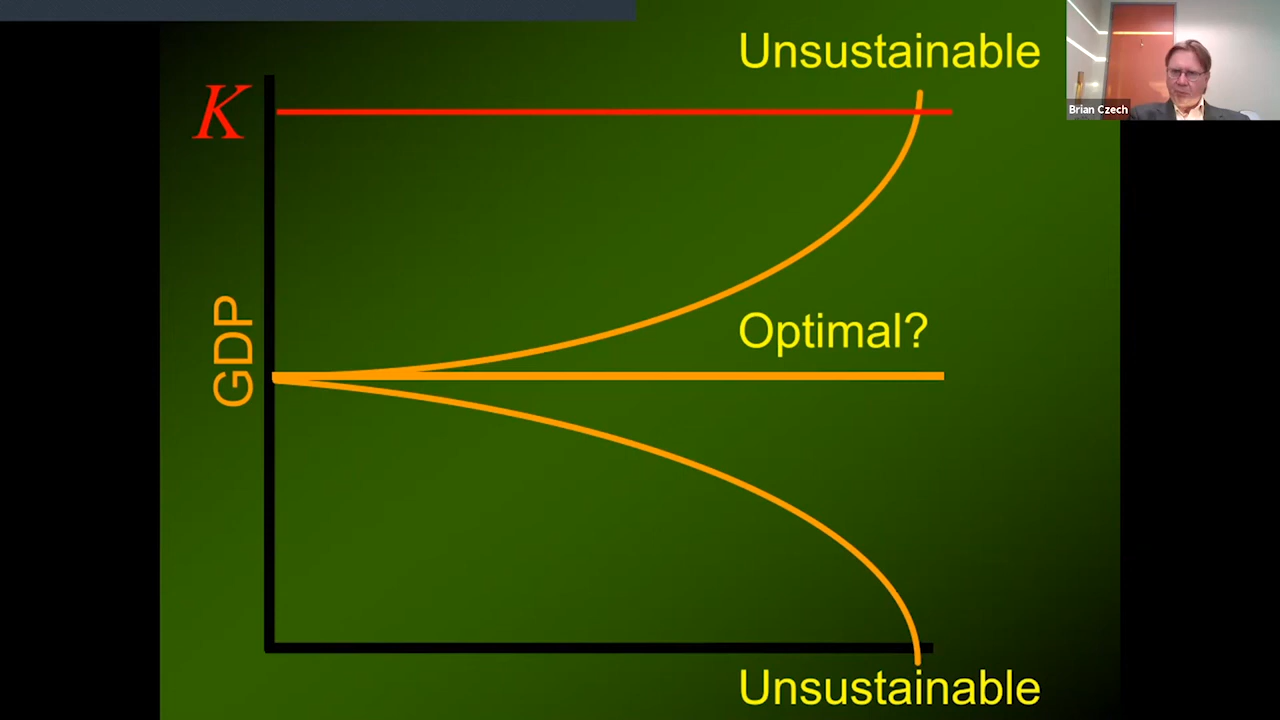 Unsustainable
Brian Czech
K
GDP
Optimal?
Unsustainable